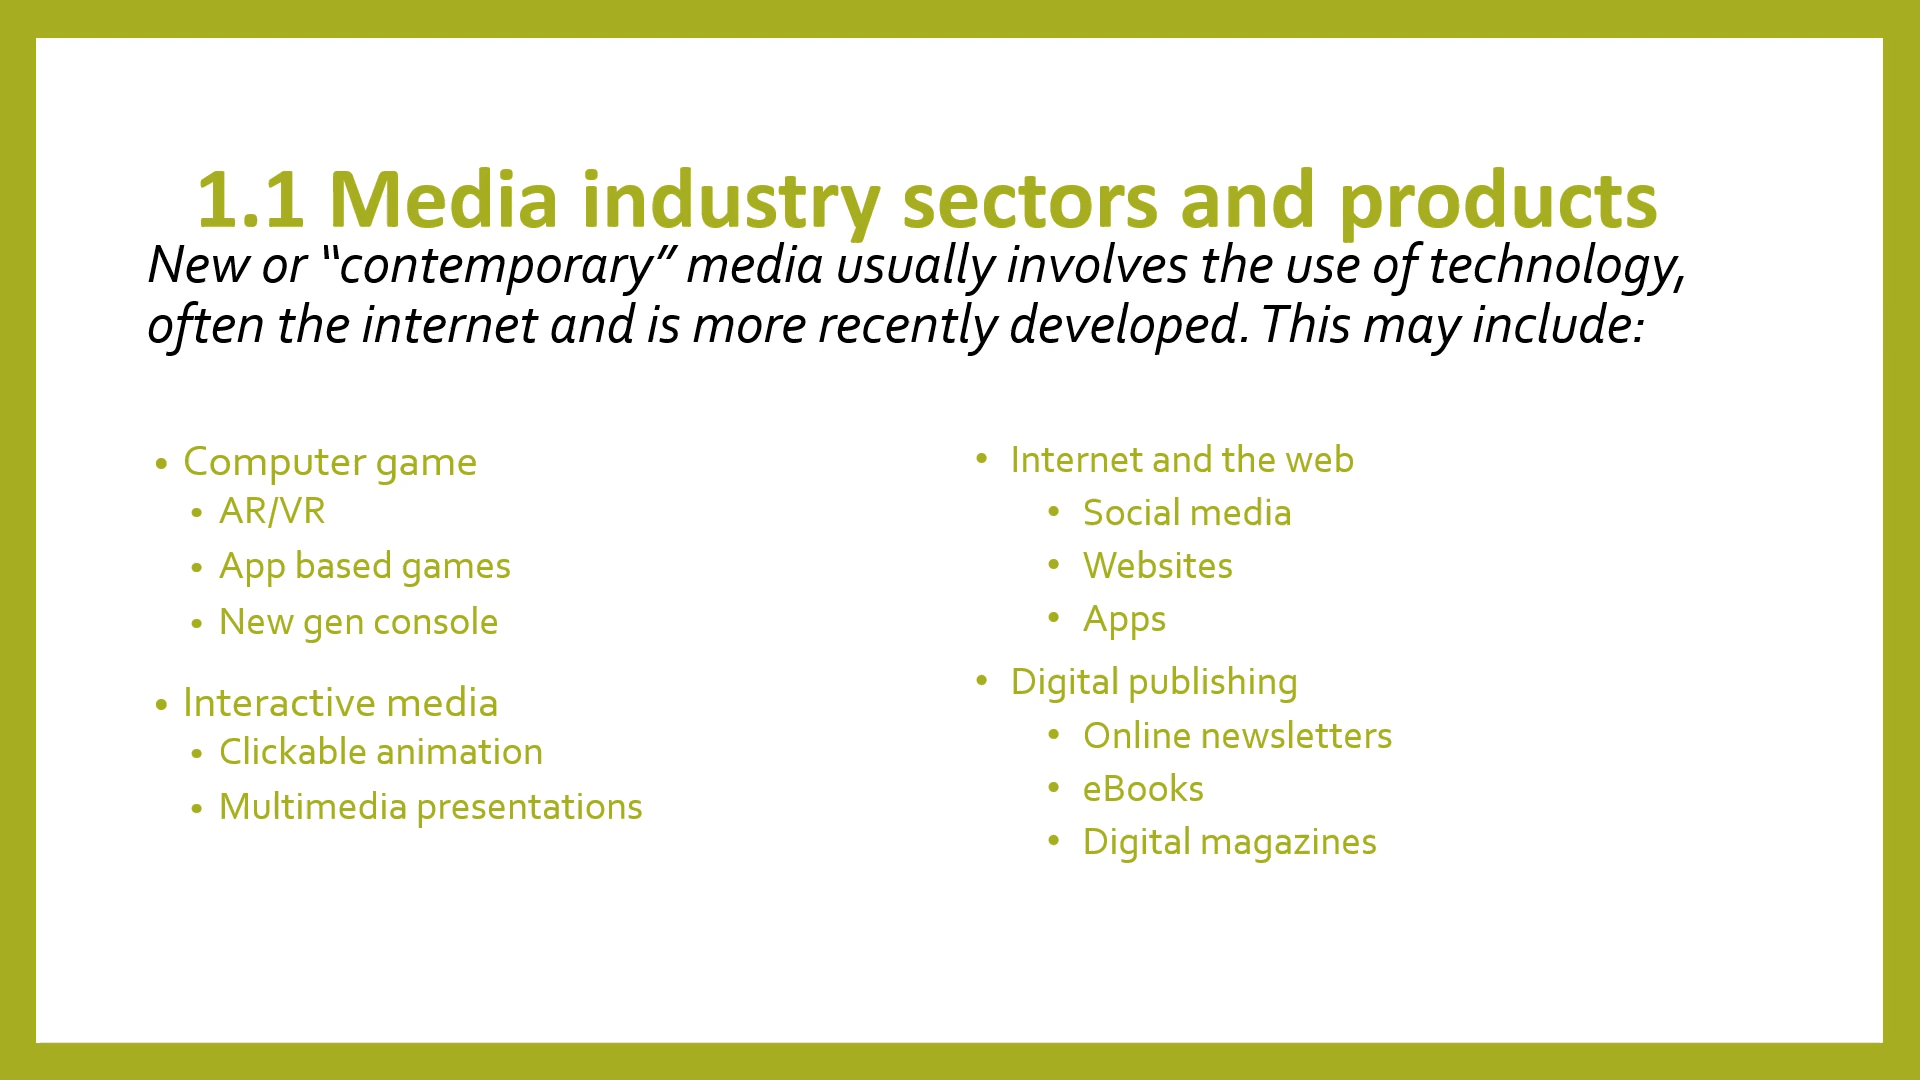 1.1 Media industry sectors and products
New or “contemporary” media usually involves the use of technology,
often the internet and is more recently developed. This may include:
• Computer game
• AR/VR
• App based games
• New gen console
• Interactive media
• Clickable animation
• Multimedia presentations
• Internet and the web
• Social media
• Websites
• Apps
• Digital publishing
• Online newsletters
• eBooks
• Digital magazines